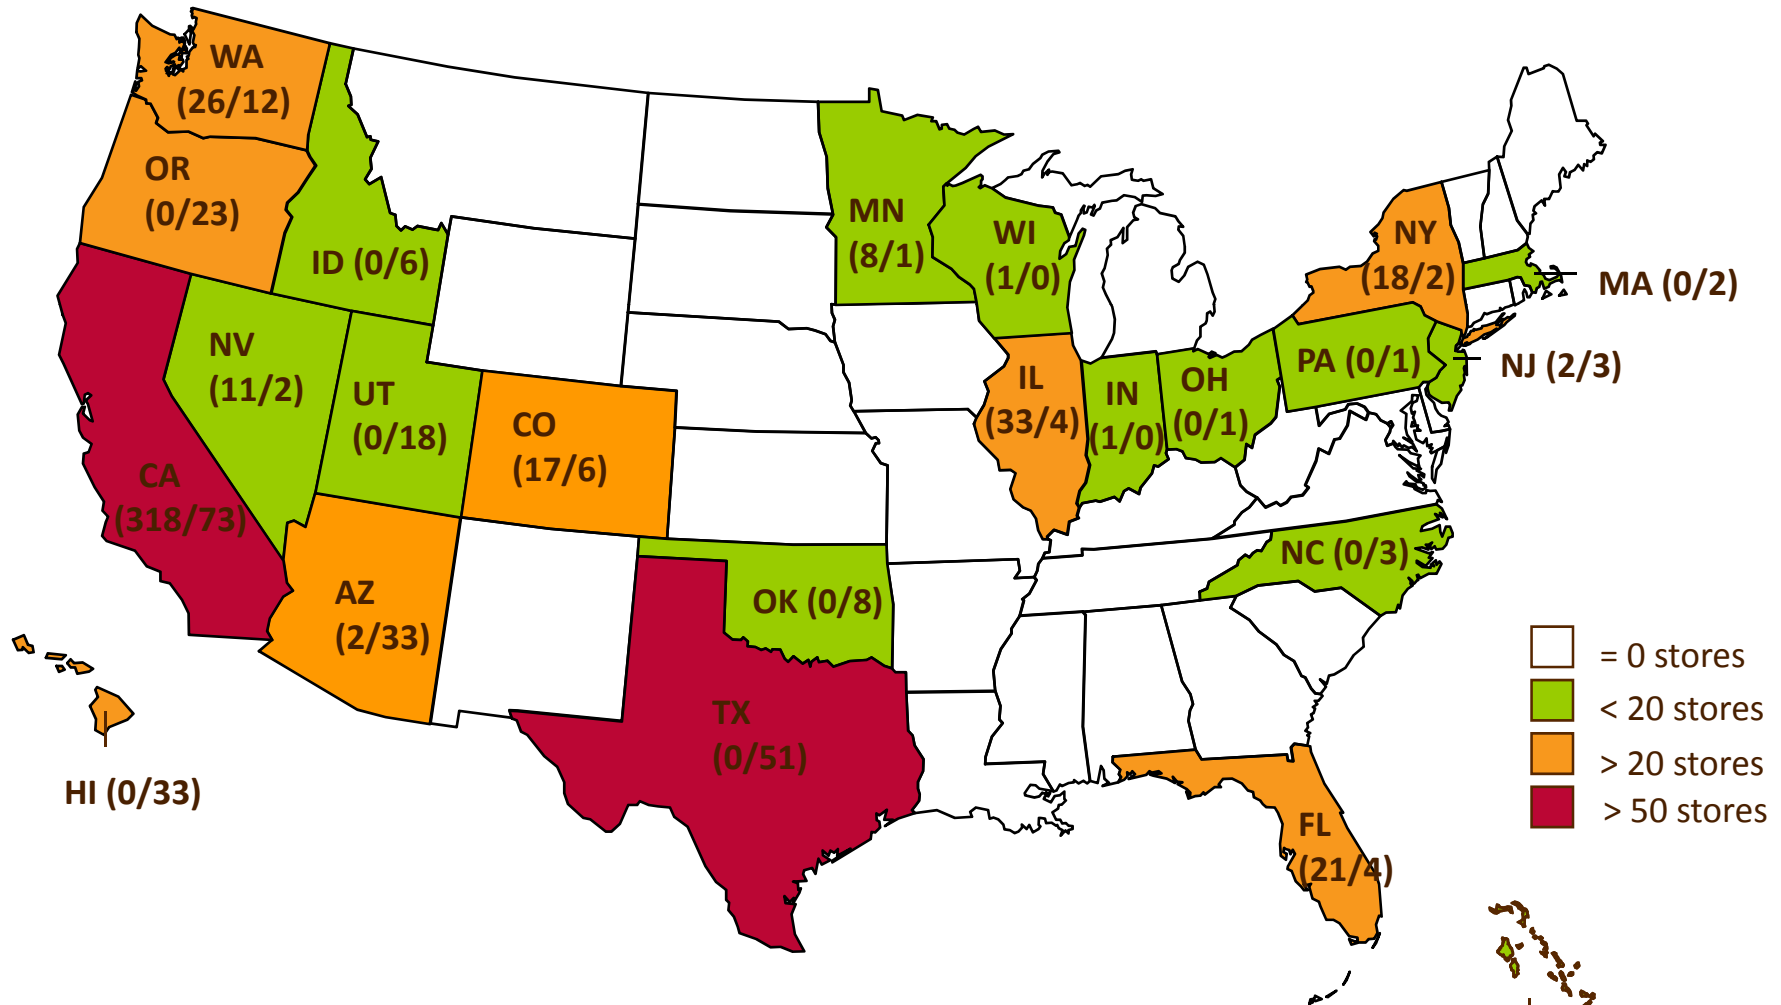 WA
(26/12)
OR
(0/23)
ID (0/6)
MN
(8/1)
WI
(1/0)
NY
(18/2)
MA (0/2)
NV
(11/2)
UT
(0/18)
CO
(17/6)
IL
(33/4)
IN
(1/0)
OH
(0/1)
PA (0/1)
NJ (2/3)
CA
(318/73)
AZ
(2/33)
OK (0/8)
NC (0/3)
TX
(0/51)
HI (0/33)
FL
(21/4)
= 0 stores
< 20 stores
> 20 stores
> 50 stores